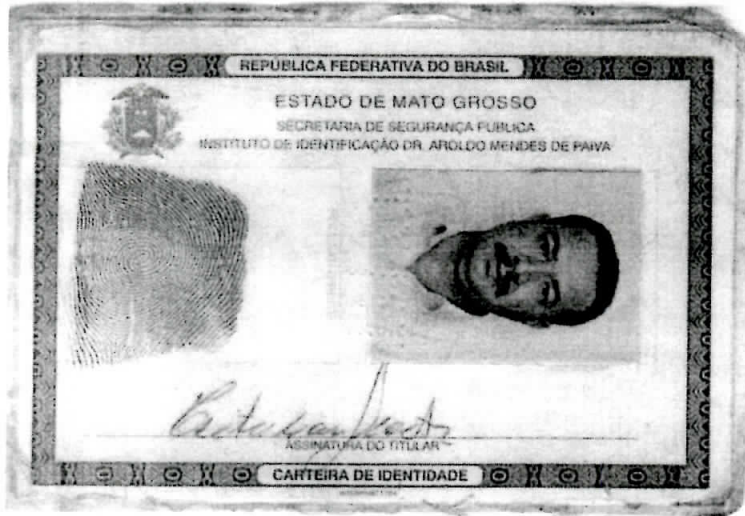 REPÚBLICA FEDERATIVA DO BRASIL
ESTADO DE MATO GROSSO
SECRETARIA DE SEGURANÇA PÚBLICA
INSTITUTO DE IDENTIFICAÇÃO DR. AROLDO MENDES DE PAIVA
ASSINATURA DO TITULAR
CARTEIRA DE IDENTIDADE